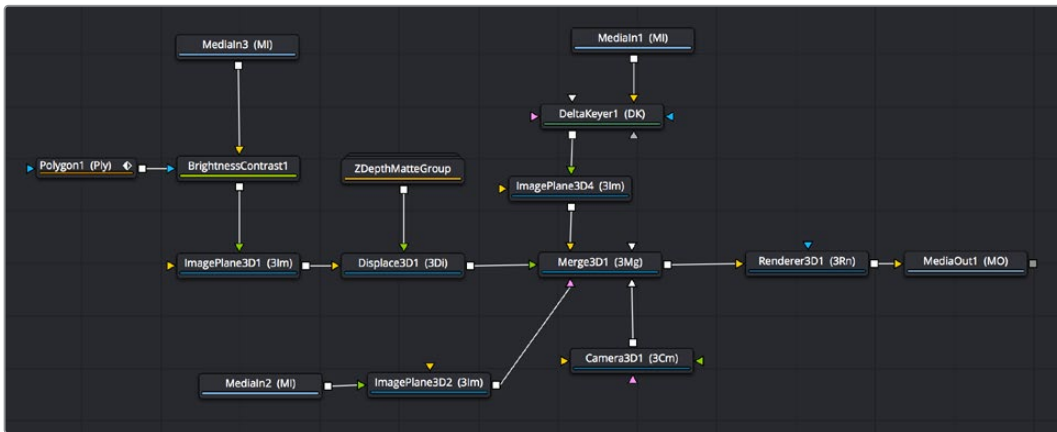 MediaIn3 (MI)
MediaIn1 (MI)
DeltaKeyer1 (DK)
Polygon1 (Ply)
BrightnessContrast1
ZDepthMatteGroup
ImagePlane3D4 (3Im)
ImagePlane3D1 (3Im)
Displace3D1 (3Di)
Merge3D1 (3Mg)
Renderer3D1 (3Rn)
MediaOut1 (MO)
Camera3D1 (3Cm)
MediaIn2 (MI)
ImagePlane3D2 (3Im)